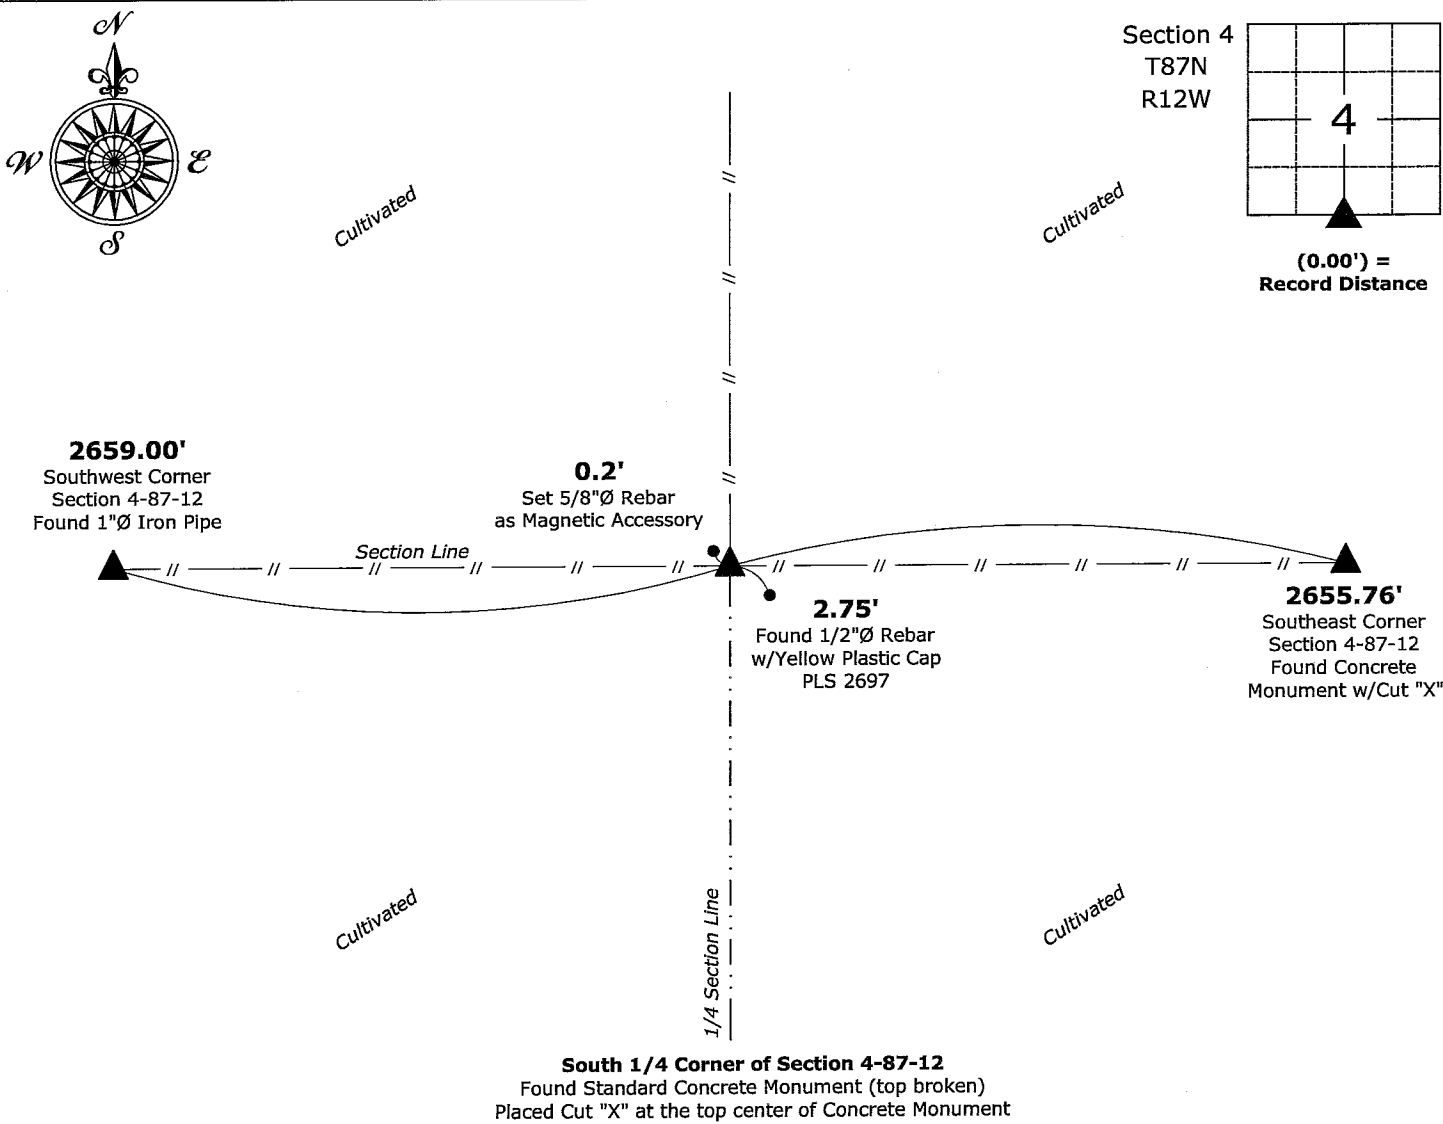 N
W
E
S
Section 4
T87N
R12W
4
(0.00') =
Record Distance
Cultivated
Cultivated
2659.00'
Southwest Corner
Section 4-87-12
Found 1"Ø Iron Pipe
0.2'
Set 5/8"Ø Rebar
as Magnetic Accessory
Section Line
2.75'
Found 1/2"Ø Rebar
w/Yellow Plastic Cap
PLS 2697
2655.76'
Southeast Corner
Section 4-87-12
Found Concrete
Monument w/Cut "X"
Cultivated
Cultivated
1/4 Section Line
South 1/4 Corner of Section 4-87-12
Found Standard Concrete Monument (top broken)
Placed Cut "X" at the top center of Concrete Monument